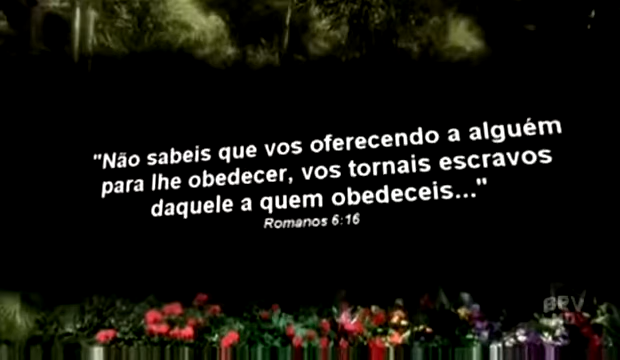 "Não sabeis que vos oferecendo a alguém
para lhe obedecer, vos tornais escravos
daquele a quem obedeceis..."
Romanos 6:16